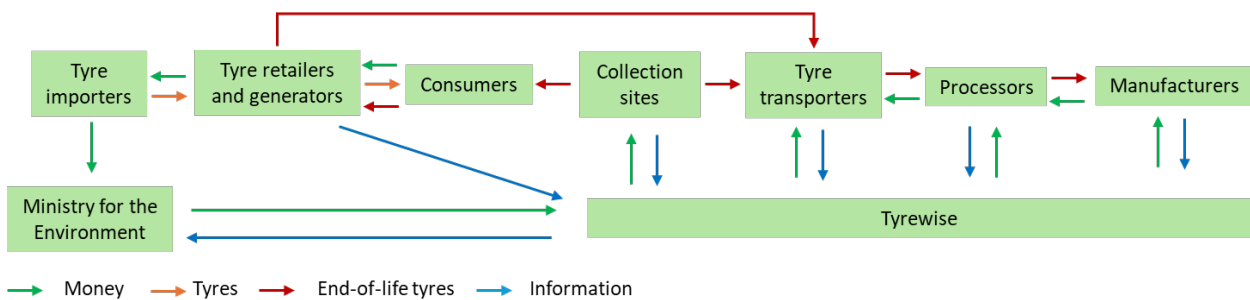 Tyre
importers
Tyre retailers
and generators
Consumers
Collection
sites
Tyre
transporters
Processors
Manufacturers
Ministry for the
Environment
Tyrewise
Money
Tyres
End-of-life tyres
Information